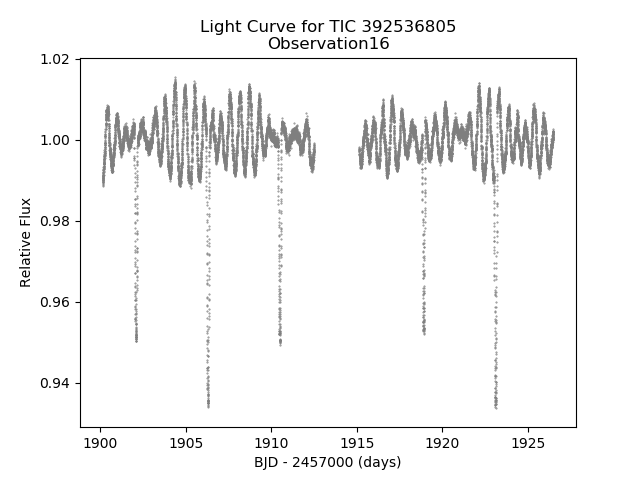 Light Curve for TIC 392536805
Observation16
1.02
1.00
0.98
0.96
0.94
Relative Flux
1900
1905
1910
1915
1920
1925
BJD - 2457000 (days)